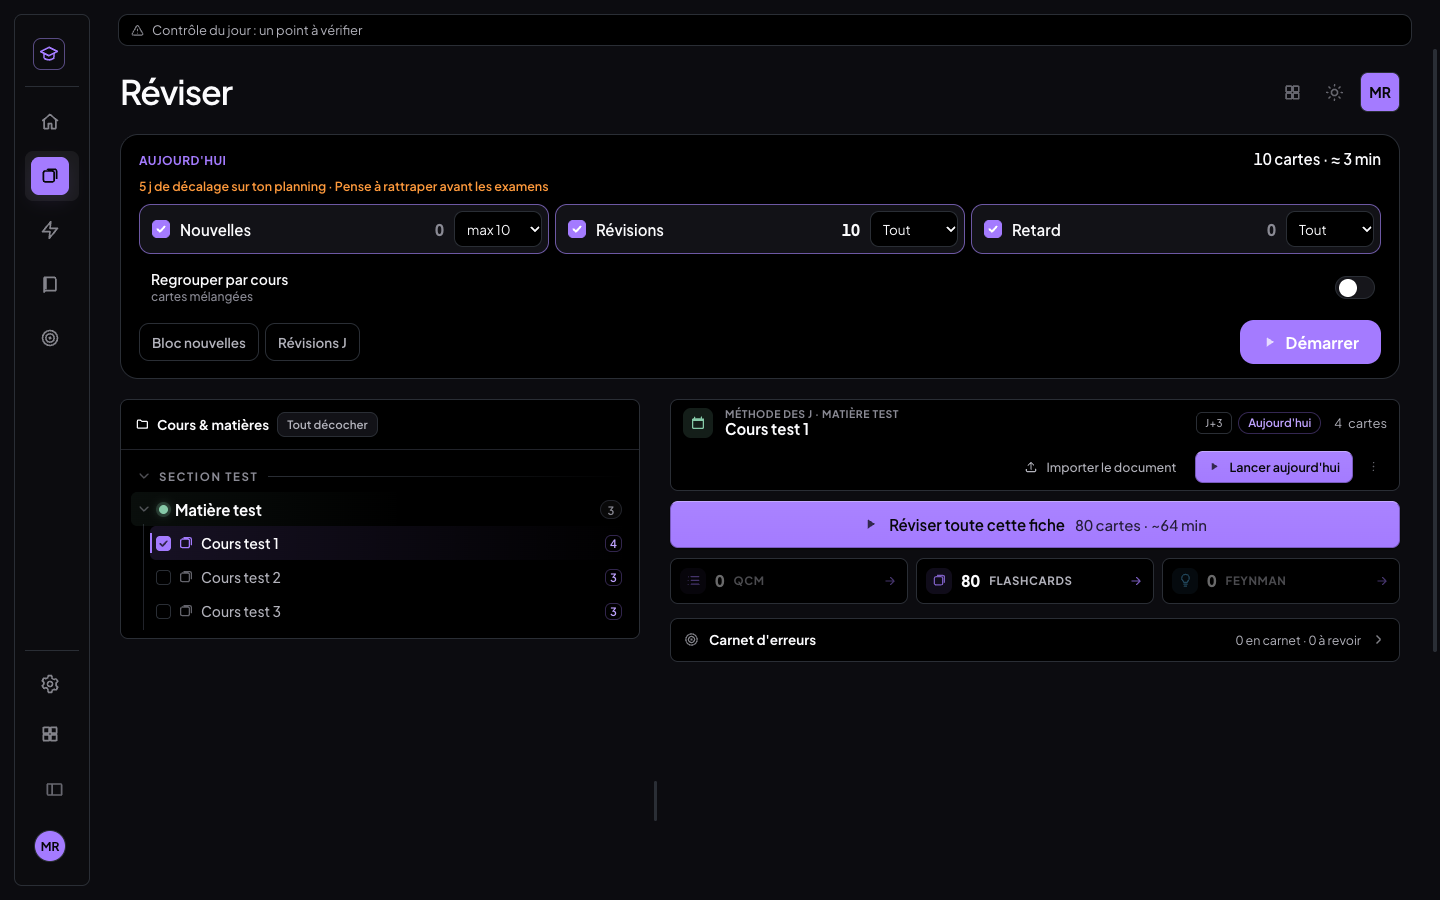 Contrôle du jour : un point à vérifier
Réviser
MR
AUJOURD'HUI
10 cartes · ≈ 3 min
5 j de décalage sur ton planning · Pense à rattraper avant les examens
Nouvelles 0 max 10
Révisions 10 Tout
Retard 0 Tout
Regrouper par cours
cartes mélangées
Bloc nouvelles
Révisions J
Démarrer
Cours & matières Tout décocher
SECTION TEST
Matière test 3
Cours test 1 4
Cours test 2 3
Cours test 3 3
MÉTHODE DES J · MATIÈRE TEST
Cours test 1
J+3 Aujourd'hui 4 cartes
Importer le document
Lancer aujourd'hui
Réviser toute cette fiche 80 cartes · ~64 min
0 QCM
80 FLASHCARDS
0 FEYNMAN
Carnet d'erreurs 0 en carnet · 0 à revoir
MR